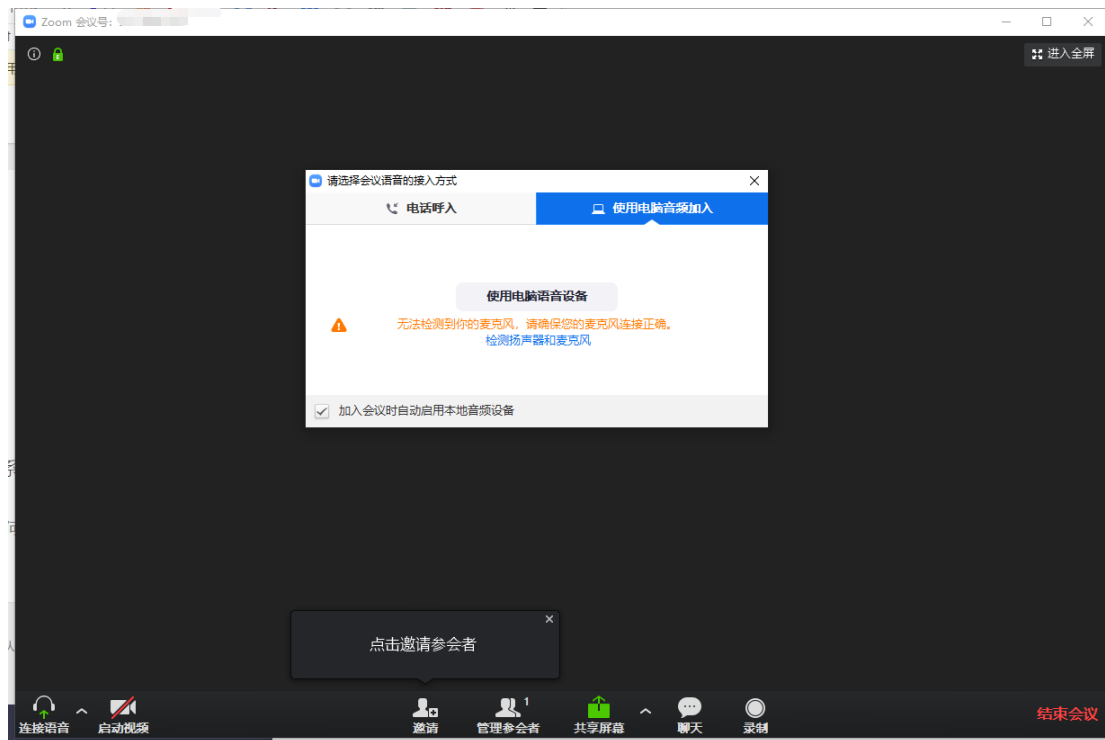 Zoom 会议号:
进入全屏
请选择会议语音的接入方式
电话呼入
使用电脑音频加入
使用电脑语音设备
无法检测到你的麦克风，请确保您的麦克风连接正确。
检测扬声器和麦克风
加入会议时自动启用本地音频设备
点击邀请参会者
连接语音
启动视频
邀请
1
管理参会者
共享屏幕
聊天
录制
结束会议